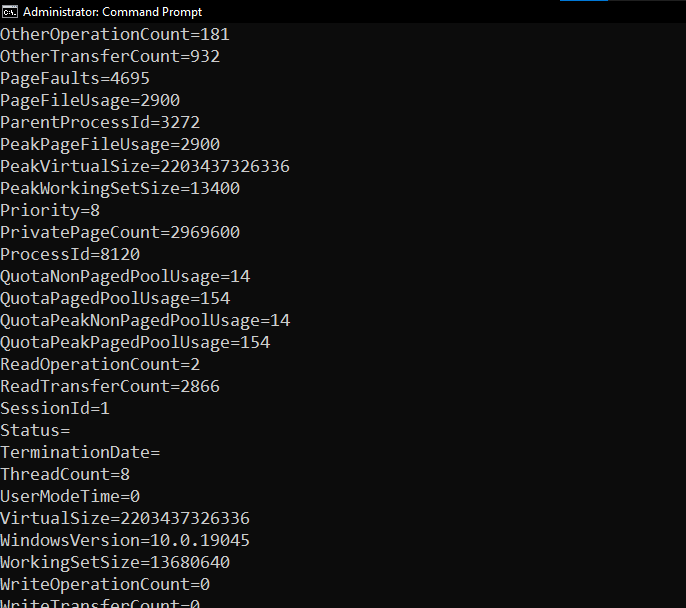 Administrator: Command Prompt
OtherOperationCount=181
OtherTransferCount=932
PageFaults=4695
PageFileUsage=2900
ParentProcessId=3272
PeakPageFileUsage=2900
PeakVirtualSize=2203437326336
PeakWorkingSetSize=13400
Priority=8
PrivatePageCount=2969600
ProcessId=8120
QuotaNonPagedPoolUsage=14
QuotaPagedPoolUsage=154
QuotaPeakNonPagedPoolUsage=14
QuotaPeakPagedPoolUsage=154
ReadOperationCount=2
ReadTransferCount=2866
SessionId=1
Status=
TerminationDate=
ThreadCount=8
UserModeTime=0
VirtualSize=2203437326336
WindowsVersion=10.0.19045
WorkingSetSize=13680640
WriteOperationCount=0
WriteTransferCount=0